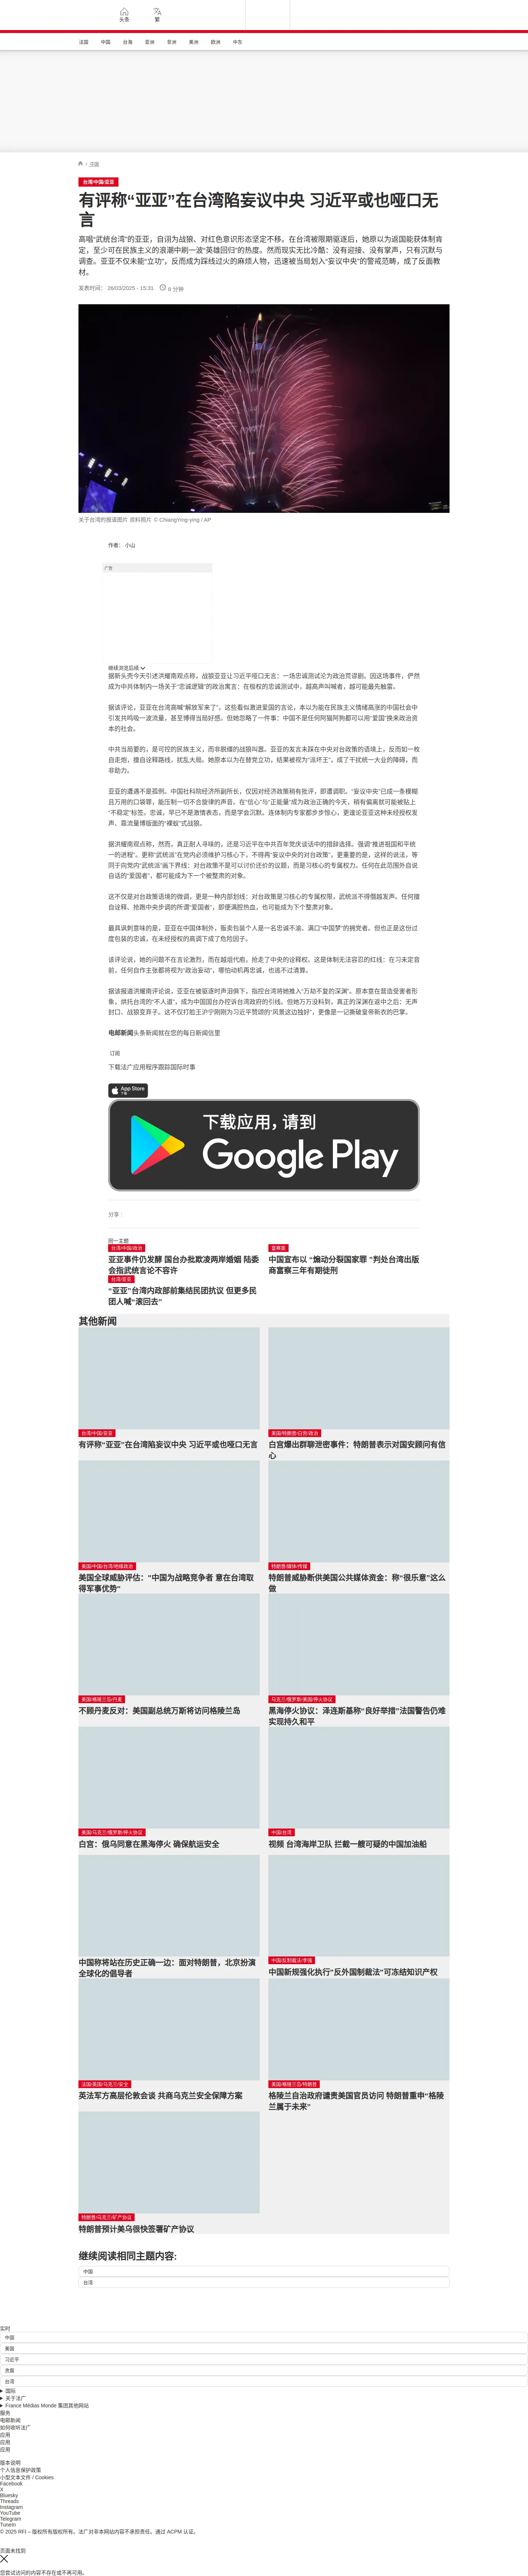 头条
繁
法国
中国
台海
亚洲
非洲
美洲
欧洲
中东
/ 中国
台湾/中国/亚亚
有评称“亚亚”在台湾陷妄议中央 习近平或也哑口无
言
高唱“武统台湾”的亚亚，自诩为战狼、对红色意识形态坚定不移。在台湾被限期驱逐后，她原以为返国能获体制肯
定，至少可在民族主义的浪潮中刷一波“英雄回归”的热度。然而现实无比冷酷：没有迎接、没有掌声，只有沉默与
调查。亚亚不仅未能“立功”，反而成为踩线过火的麻烦人物，迅速被当局划入“妄议中央”的警戒范畴，成了反面教
材。
发表时间： 26/03/2025 - 15:31
8 分钟
关于台湾的报道图片 资料照片 © ChiangYing-ying / AP
作者： 小山
广告
继续浏览后续
据新头壳今天引述洪耀南观点称，战狼亚亚让习近平哑口无言：一场忠诚测试论为政治荒谬剧。因这场事件，俨然
成为中共体制内一场关于“忠诚逻辑”的政治寓言：在极权的忠诚测试中，越高声叫喊者，越可能最先触雷。
据该评论，亚亚在台湾高喊“解放军来了”，这些看似激进爱国的言论，本以为能在民族主义情绪高涨的中国社会中
引发共鸣吸一波流量，甚至博得当局好感。但她忽略了一件事：中国不是任何阿猫阿狗都可以用“爱国”换来政治资
本的社会。
中共当局要的，是可控的民族主义，而非脱缰的战狼叫嚣。亚亚的发言未踩在中央对台政策的语境上，反而如一枚
自走炮，擅自诠释路线，扰乱大局。她原本以为在替党立功，结果被视为“派坏王”，成了干扰统一大业的障碍，而
非助力。
亚亚的遭遇不是孤例。中国社科院经济所副所长，仅因对经济政策稍有批评，即遭调职。“妄议中央”已成一条模糊
且万用的口袋罪，能压制一切不合旋律的声音。在“信心”与“正能量”成为政治正确的今天，稍有偏离就可能被贴上
“不稳定”标签。忠诚，早已不是激情表态，而是学会沉默。连体制内专家都步步惊心，更遑论亚亚这种未经授权发
声、靠流量博版面的“裸蚁”式战狼。
据洪耀南观点称，然而，真正耐人寻味的，还是习近平在中共百年党庆谈话中的措辞选择。强调“推进祖国和平统
一的进程”。更称“武统派”在党内必须维护习核心下，不得再“妄议中央的对台政策”，更重要的是，这样的说法，等
同于向党内“武统派”画下界线：对台政策不是可以讨价还价的议题，而是习核心的专属权力。任何在此范围外自说
自话的“爱国者”，都可能成为下一个被整肃的对象。
这不仅是对台政策语境的微调，更是一种内部划线：对台政策是习核心的专属权限，武统派不得僭越发声。任何擅
自诠释、抢跑中央步调的所谓“爱国者”，即便满腔热血，也可能成为下个整肃对象。
最具讽刺意味的是，亚亚在中国体制外，贩卖包装个人是一名忠诚不渝，满口“中国梦”的拥党者。但也正是这份过
度包装的忠诚，在未经授权的高调下成了危险因子。
该评论说，她的问题不在言论激烈，而在越俎代庖，抢走了中央的诠释权。这是体制无法容忍的红线：在习未定音
前，任何自作主张都将视为“政治妄动”，哪怕动机再忠诚，也逃不过清算。
据该报道洪耀南评论说，亚亚在被驱逐时声泪俱下，指控台湾将她推入“万劫不复的深渊”。原本意在营造受害者形
象，烘托台湾的“不人道”，成为中国国台办控诉台湾政府的引线。但她万万没料到，真正的深渊在返中之后：无声
封口、战狼变弃子。这不仅打脸王沪宁刚刚为习近平赞颂的“风景这边独好”，更像是一记撕破皇帝新衣的巴掌。
电邮新闻头条新闻就在您的每日新闻信里
订阅
下载法广应用程序跟踪国际时事
App Store
下载
下载应用，请到
Google Play
分享 :
同一主题
台湾/中国/政治
亚亚事件仍发酵 国台办批欺凌两岸婚姻 陆委
会指武统言论不容许
富察案
中国宣布以 “煽动分裂国家罪 ”判处台湾出版
商富察三年有期徒刑
台湾/亚亚
“亚亚”台湾内政部前集结民团抗议 但更多民
团人喊“滚回去”
其他新闻
台湾/中国/亚亚
有评称“亚亚”在台湾陷妄议中央 习近平或也哑口无言
美国/特朗普/白宫/政治
白宫爆出群聊泄密事件：特朗普表示对国安顾问有信
心
美国/中国/台湾/地缘政治
美国全球威胁评估：“中国为战略竞争者 意在台湾取
得军事优势”
特朗普/媒体/传媒
特朗普威胁断供美国公共媒体资金：称“很乐意”这么
做
美国/格陵兰岛/丹麦
不顾丹麦反对：美国副总统万斯将访问格陵兰岛
乌克兰/俄罗斯/美国/停火协议
黑海停火协议：泽连斯基称“良好举措”法国警告仍难
实现持久和平
美国/乌克兰/俄罗斯/停火协议
白宫：俄乌同意在黑海停火 确保航运安全
中国/台湾
视频 台湾海岸卫队 拦截一艘可疑的中国加油船
中国称将站在历史正确一边：面对特朗普，北京扮演
全球化的倡导者
中国/反制裁法/李强
中国新规强化执行“反外国制裁法”可冻结知识产权
法国/英国/乌克兰/安全
英法军方高层伦敦会谈 共商乌克兰安全保障方案
美国/格陵兰岛/特朗普
格陵兰自治政府谴责美国官员访问 特朗普重申“格陵
兰属于未来”
特朗普/乌克兰/矿产协议
特朗普预计美乌很快签署矿产协议
继续阅读相同主题内容:
中国
台湾
实时
中国
美国
习近平
贪腐
台湾
国际
关于法广
France Médias Monde 集团其他网站
服务
电邮新闻
如何收听法广
应用
应用
应用
版本说明
个人信息保护政策
小型文本文件 / Cookies
Facebook
X
Bluesky
Threads
Instagram
YouTube
Telegram
TuneIn
© 2025 RFI – 版权所有版权所有。法广对非本网站内容不承担责任。通过 ACPM 认证。
页面未找到
您尝试访问的内容不存在或不再可用。